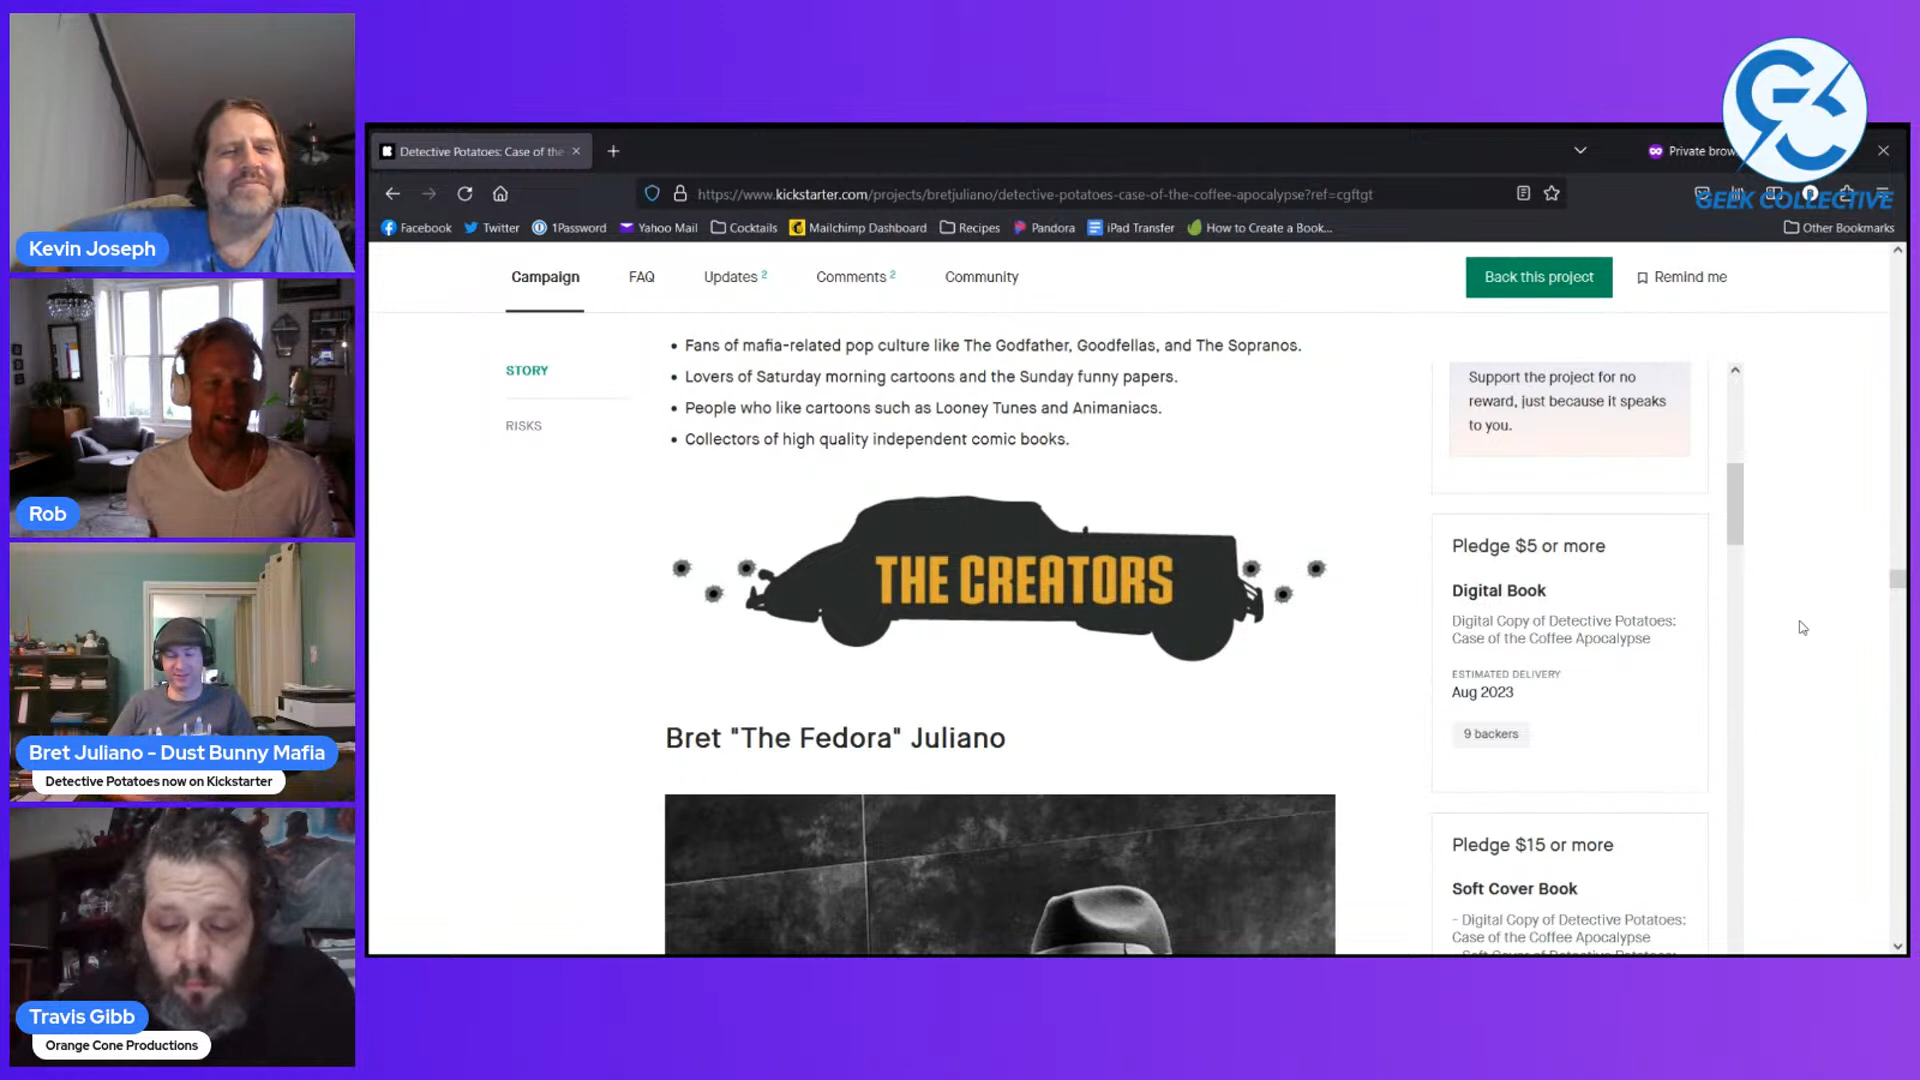 Kevin Joseph
Rob
Bret Juliano - Dust Bunny Mafia
Detective Potatoes now on Kickstarter
Travis Gibb
Orange Cone Productions
GEEK COLLECTIVE
Detective Potatoes: Case of the
Private brow
https://www.kickstarter.com/projects/bretjuliano/detective-potatoes-case-of-the-coffee-apocalypse?ref=cgftgt
Facebook Twitter 1Password Yahoo Mail Cocktails Mailchimp Dashboard Recipes Pandora iPad Transfer How to Create a Book... Other Bookmarks
Campaign FAQ Updates 2 Comments 2 Community Back this project Remind me
STORY
RISKS
• Fans of mafia-related pop culture like The Godfather, Goodfellas, and The Sopranos.
• Lovers of Saturday morning cartoons and the Sunday funny papers.
• People who like cartoons such as Looney Tunes and Animaniacs.
• Collectors of high quality independent comic books.
THE CREATORS
Bret "The Fedora" Juliano
Support the project for no
reward, just because it speaks
to you.
Pledge $5 or more
Digital Book
Digital Copy of Detective Potatoes:
Case of the Coffee Apocalypse
ESTIMATED DELIVERY
Aug 2023
9 backers
Pledge $15 or more
Soft Cover Book
- Digital Copy of Detective Potatoes:
Case of the Coffee Apocalypse
- Soft Cover of Detective Potatoes: